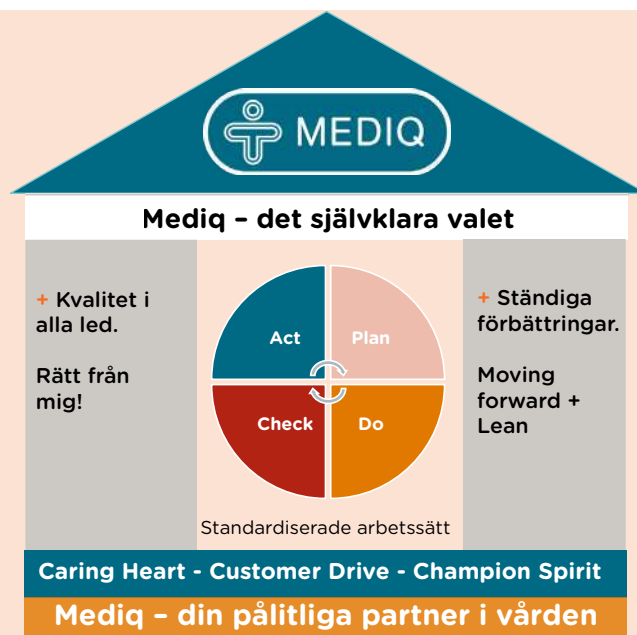 MEDIQ
Mediq – det självklara valet
+ Kvalitet i
alla led.
Rätt från
mig!
Act
Plan
Check
Do
Standardiserade arbetssätt
+ Ständiga
förbättringar.
Moving
forward +
Lean
Caring Heart - Customer Drive - Champion Spirit
Mediq – din pålitliga partner i vården